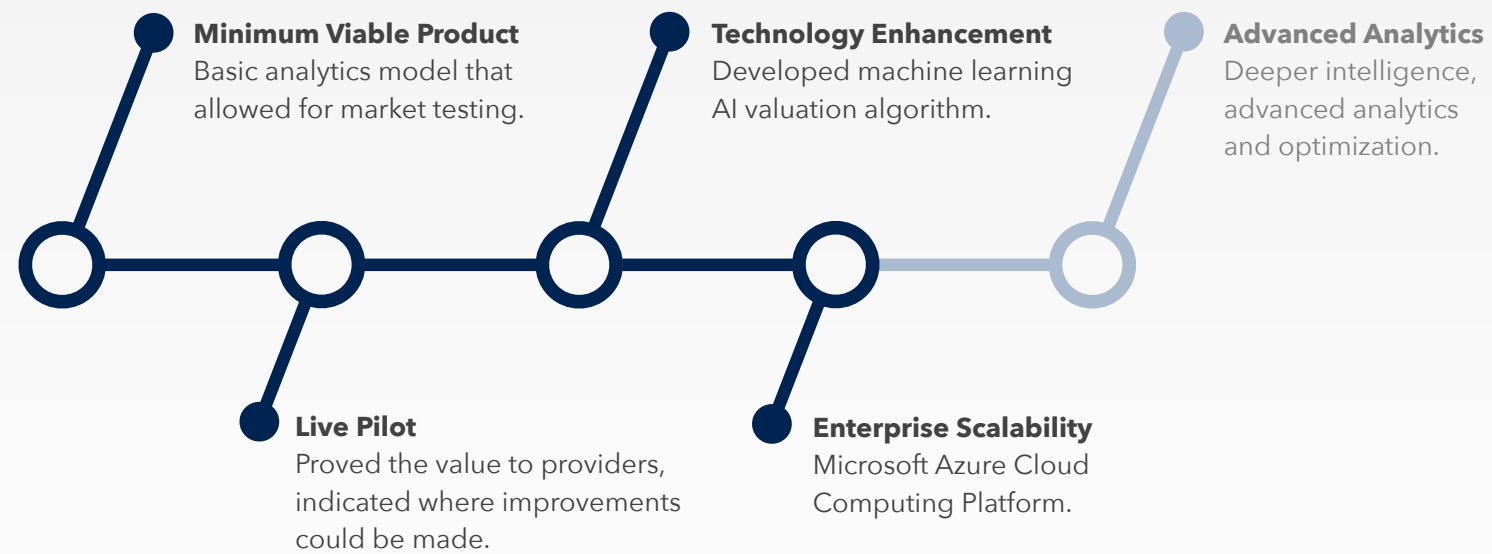 Minimum Viable Product
Basic analytics model that
allowed for market testing.
Technology Enhancement
Developed machine learning
AI valuation algorithm.
Advanced Analytics
Deeper intelligence,
advanced analytics
and optimization.
Live Pilot
Proved the value to providers,
indicated where improvements
could be made.
Enterprise Scalability
Microsoft Azure Cloud
Computing Platform.